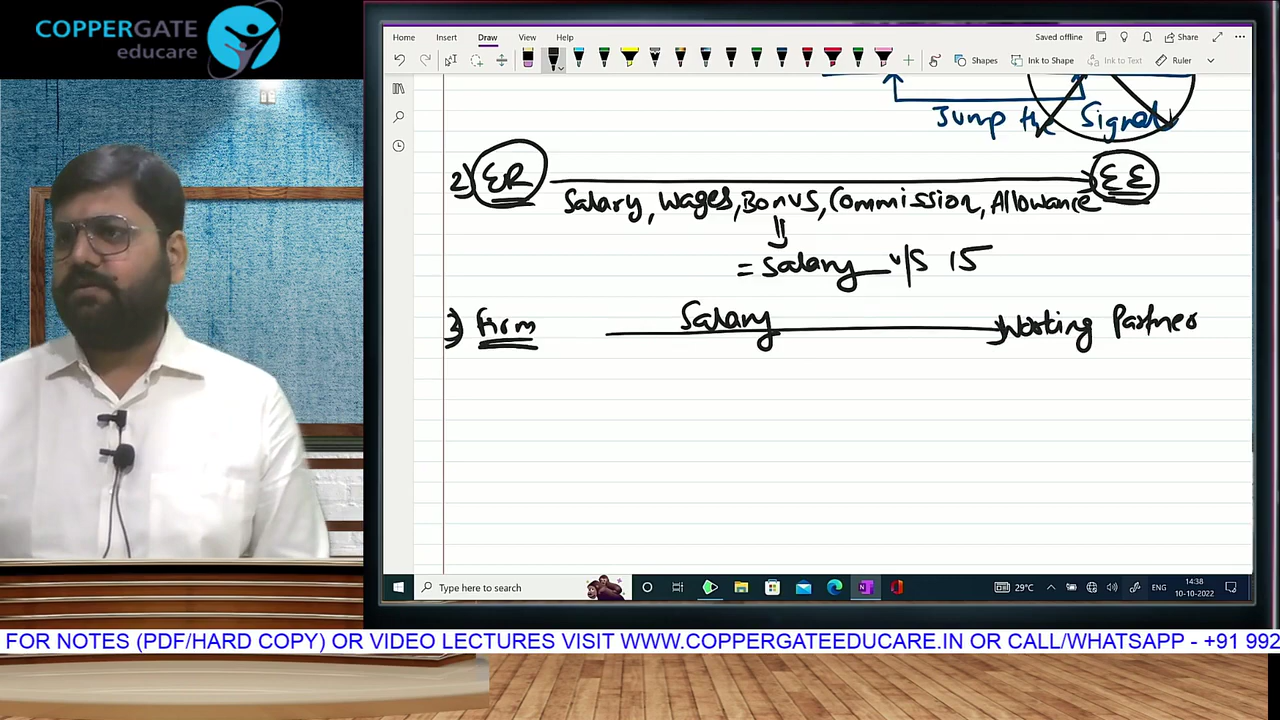 COPPERGATE
educare
Home Insert Draw View Help
Saved offline
Share
Shapes
Ink to Shape
Ink to Text
Ruler
Jump the Signal
2) ER
EE
Salary, Wages, Bonus, Commission, Allowance
= Salary u/s 15
3) Firm Salary Working Partner
Type here to search
29°C
ENG
14:38
10-10-2022
FOR NOTES (PDF/HARD COPY) OR VIDEO LECTURES VISIT WWW.COPPERGATEEDUCARE.IN OR CALL/WHATSAPP - +91 992